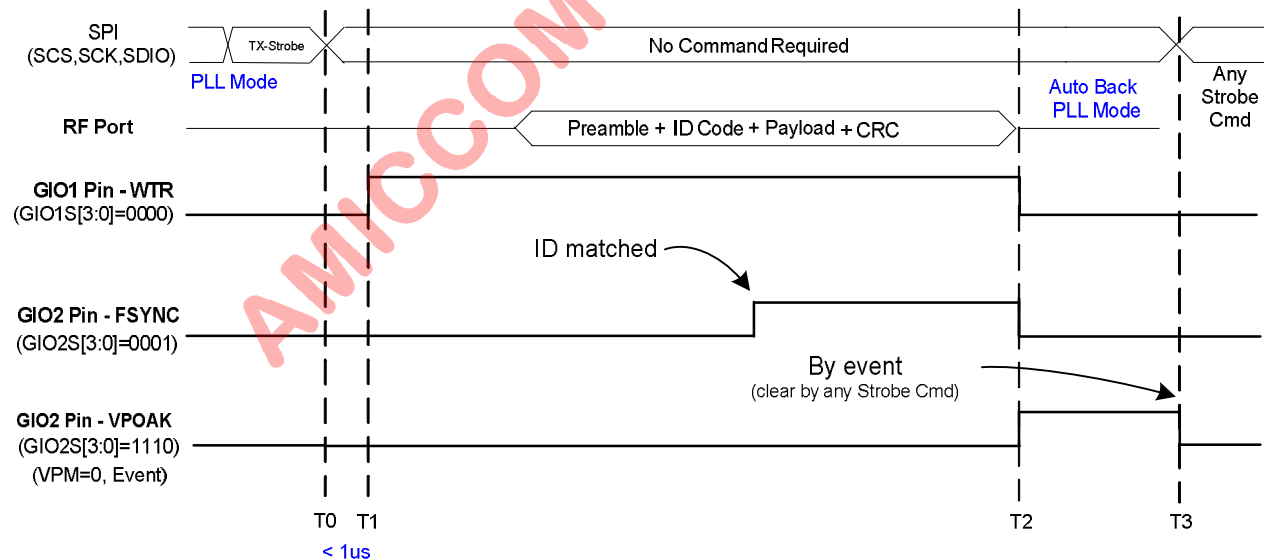 SPI
(SCS,SCK,SDIO)
TX-Strobe
No Command Required
PLL Mode
Auto Back
PLL Mode
Any
Strobe
Cmd
RF Port
Preamble + ID Code + Payload + CRC
GIO1 Pin - WTR
(GIO1S[3:0]=0000)
ID matched
GIO2 Pin - FSYNC
(GIO2S[3:0]=0001)
By event
(clear by any Strobe Cmd)
GIO2 Pin - VPOAK
(GIO2S[3:0]=1110)
(VPM=0, Event)
T0
T1
T2
T3
< 1us
AMICCOM